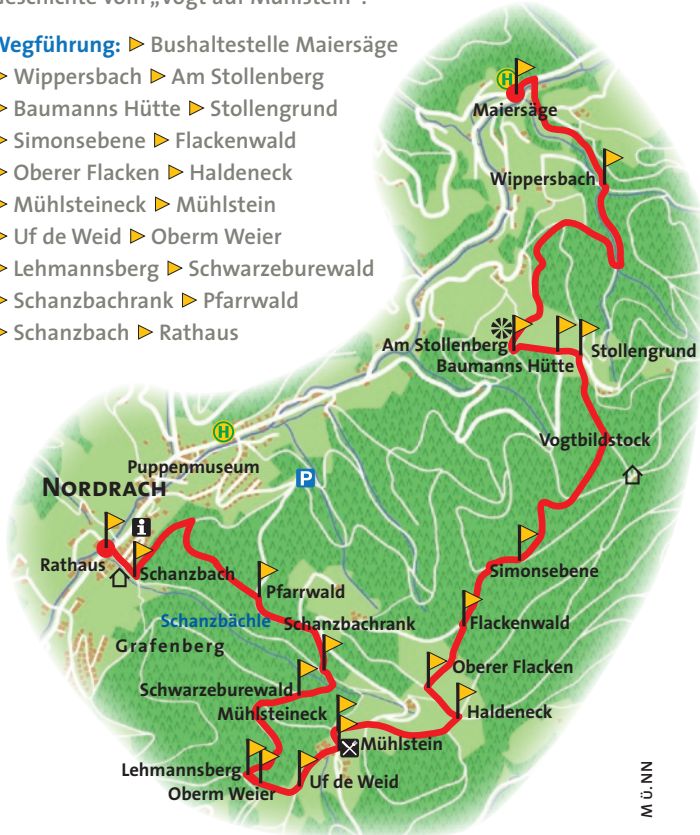 Geschichte vom „Vogt auf Mühlstein“.
Wegführung: Bushaltestelle Maiersäge
Wippersbach Am Stollenberg
Baumanns Hütte Stollengrund
Simonsebene Flackenwald
Oberer Flacken Haldeneck
Mühlsteineck Mühlstein
Uf de Weid Oberm Weier
Lehmannsberg Schwarzeburewald
Schanzbachrank Pfarrwald
Schanzbach Rathaus
H
Maiersäge
Wippersbach
Am Stollenberg
Baumanns Hütte
Stollengrund
H
Vogtbildstock
Puppenmuseum
P
NORDRACH
i
Rathaus
Schanzbach
Simonsebene
Pfarrwald
Schanzbächle
Schanzbachrank
Flackenwald
Grafenberg
Oberer Flacken
Schwarzeburewald
Mühlsteineck
Haldeneck
Mühlstein
Lehmannsberg
Uf de Weid
Oberm Weier
MÜ.NN